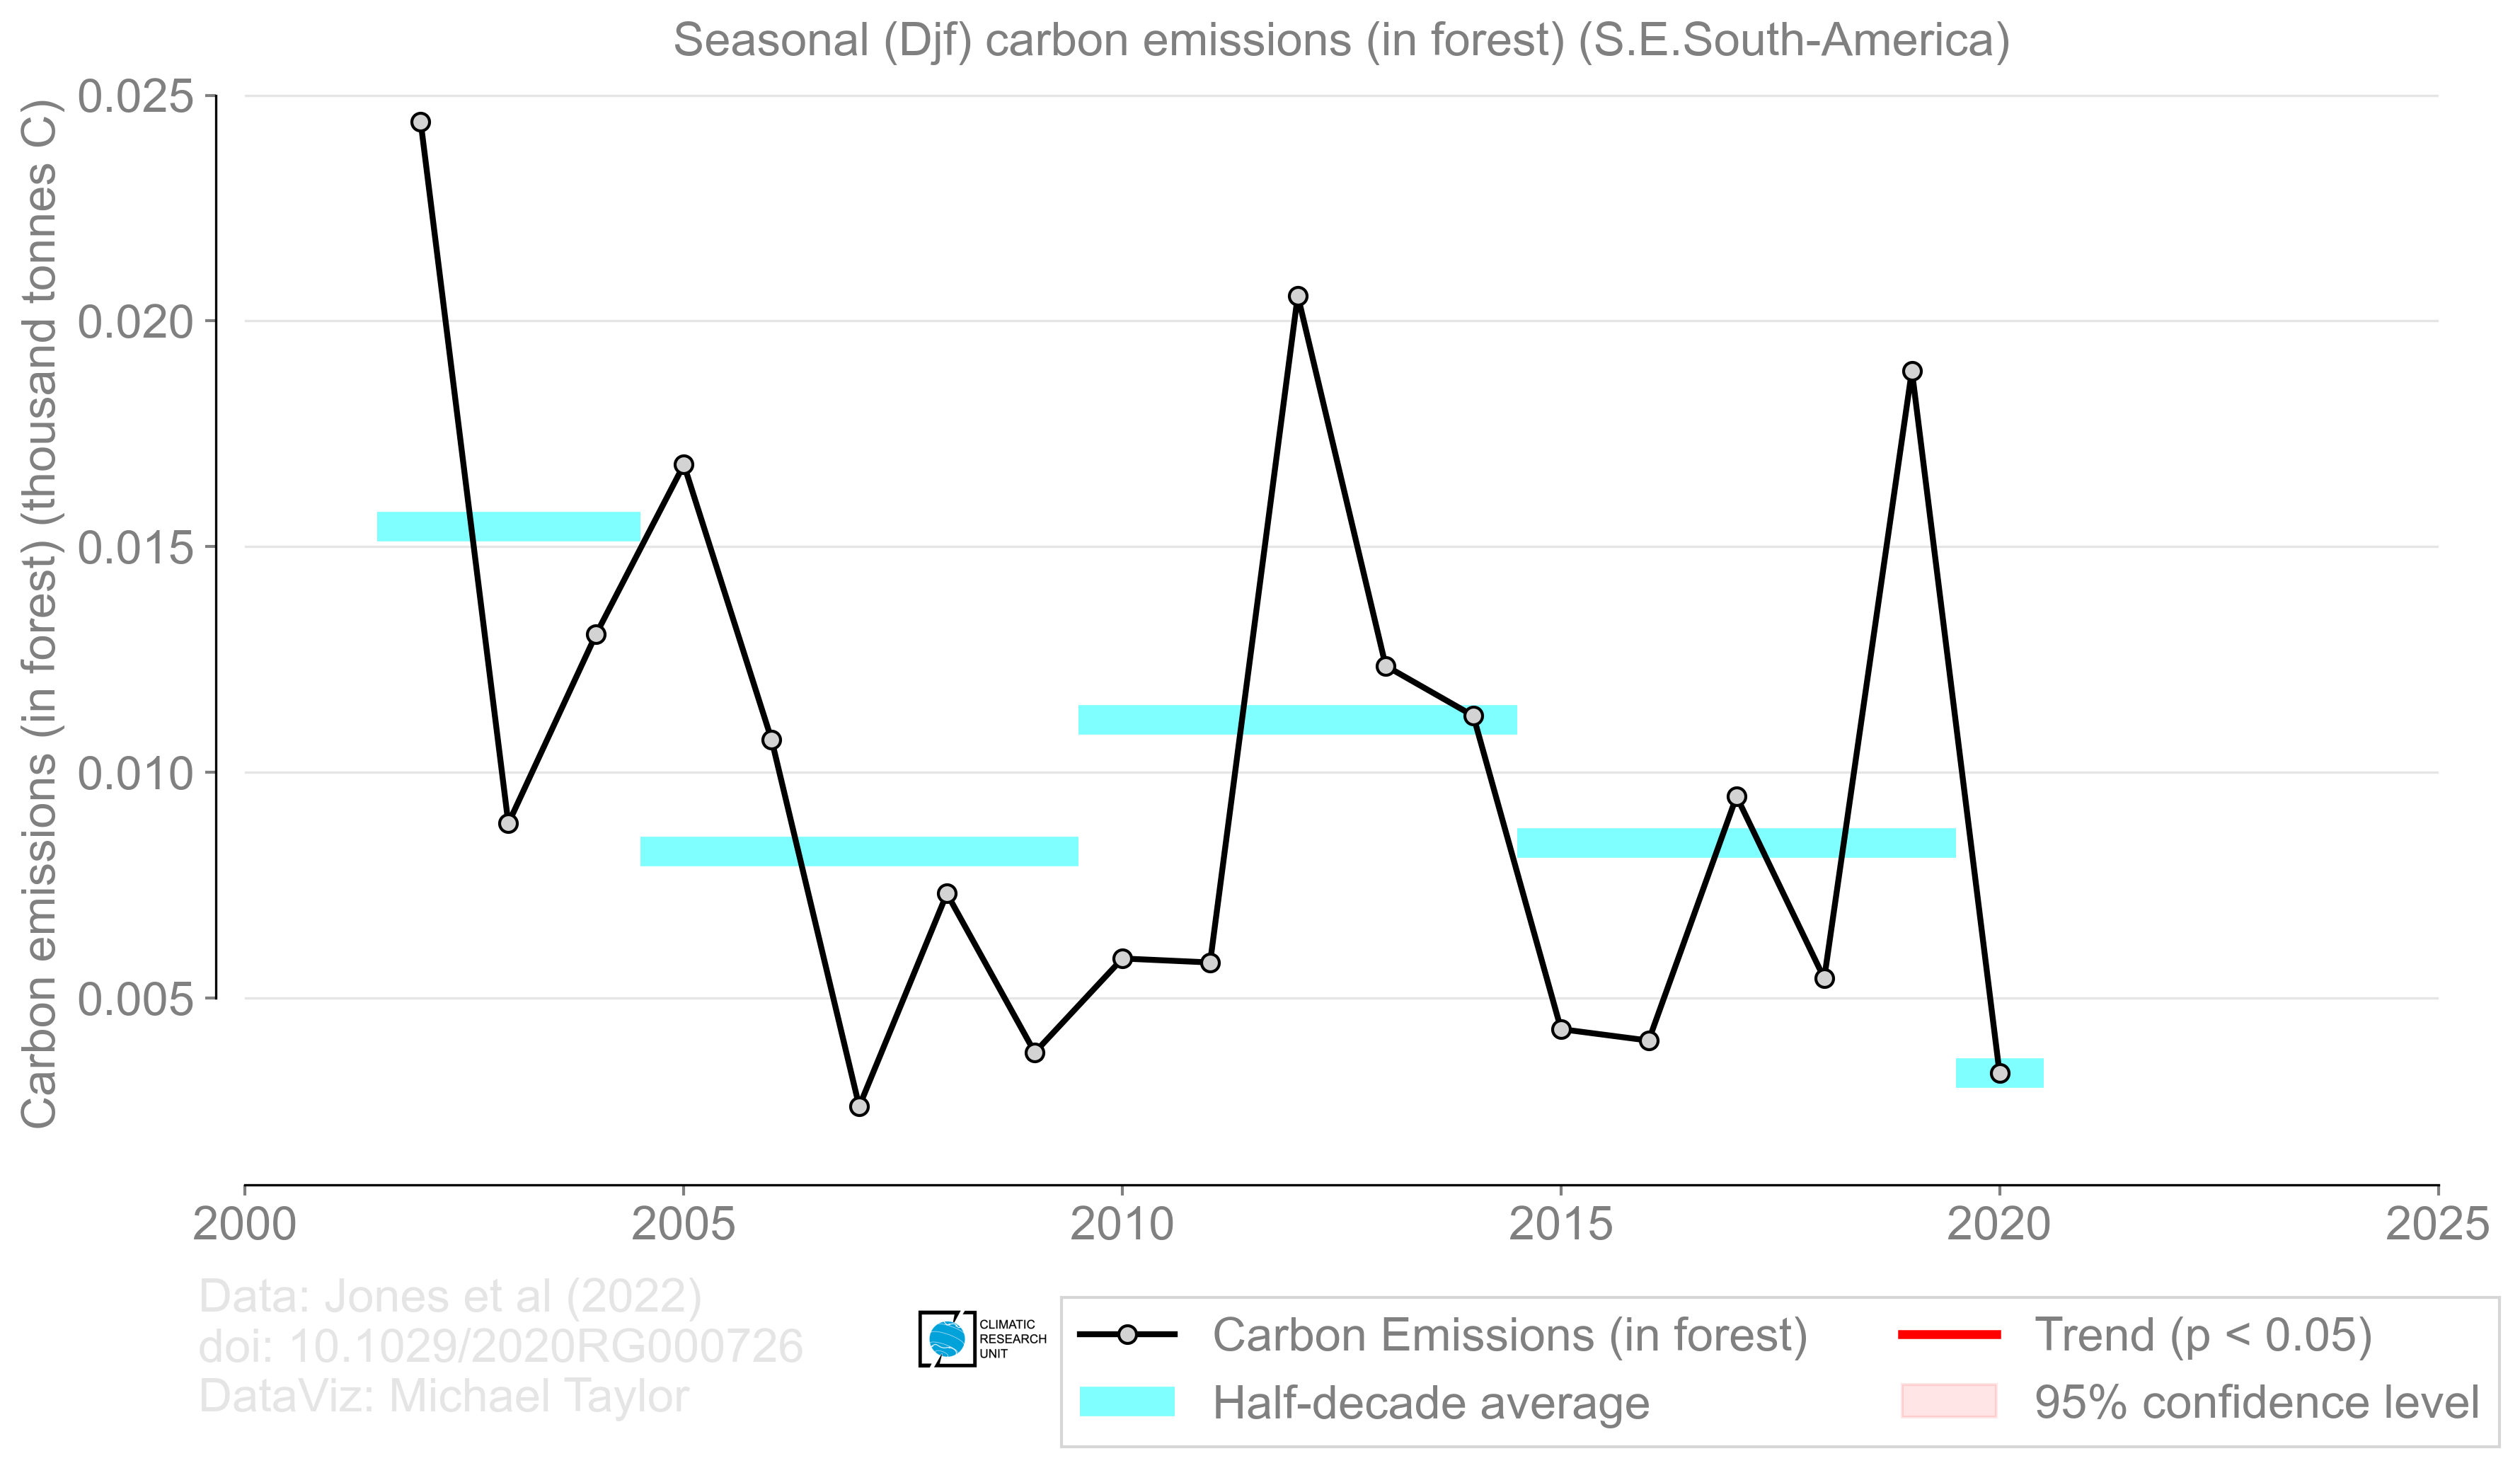 Seasonal (Djf) carbon emissions (in forest) (S.E.South-America)
Carbon emissions (in forest) (thousand tonnes C)
0.025
0.020
0.015
0.010
0.005
2000 2005 2010 2015 2020 2025
Data: Jones et al (2022)
doi: 10.1029/2020RG000726
DataViz: Michael Taylor
CLIMATIC
RESEARCH
UNIT
Carbon Emissions (in forest)
Half-decade average
Trend (p < 0.05)
95% confidence level